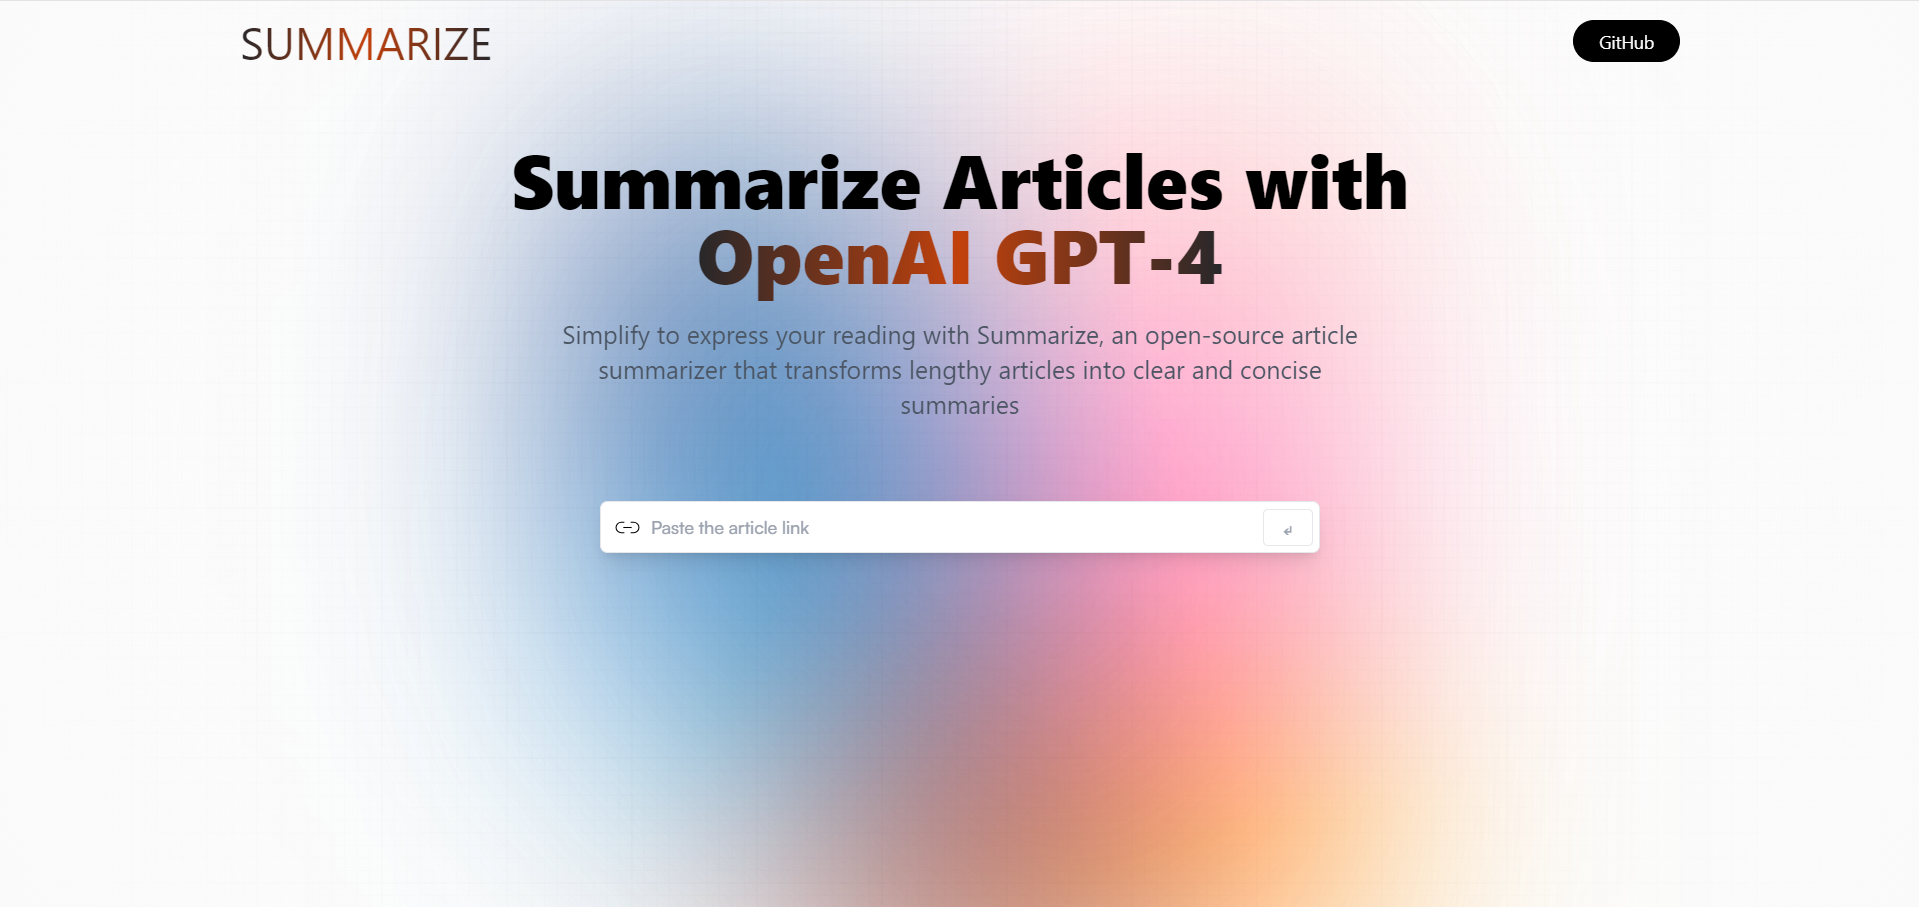 SUMMARIZE
GitHub
Summarize Articles with
OpenAI GPT-4
Simplify to express your reading with Summarize, an open-source article
summarizer that transforms lengthy articles into clear and concise
summaries
Paste the article link
↲